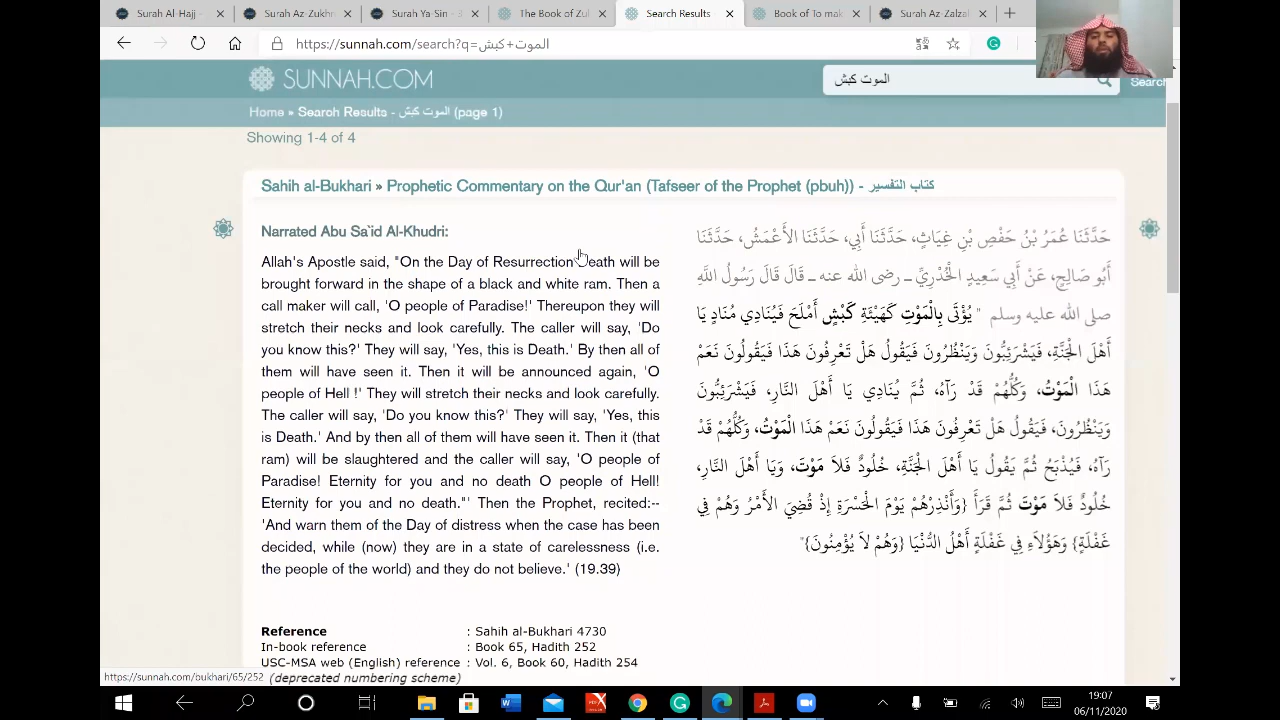 Surah Al-Hajj -
Surah Az-Zukhr
Surah Ya-Sin - S
The Book of Zul
Search Results
Book of To mak
Surah Az-Zalzal
https://sunnah.com/search?q=الموت+كبش
SUNNAH.COM
الموت كبش
Search
Home » Search Results - الموت كبش (page 1)
Showing 1-4 of 4
Sahih al-Bukhari » Prophetic Commentary on the Qur'an (Tafseer of the Prophet (pbuh)) - كتاب التفسير
Narrated Abu Sa`id Al-Khudri:
Allah's Apostle said, "On the Day of Resurrection Death will be
brought forward in the shape of a black and white ram. Then a
call maker will call, 'O people of Paradise!' Thereupon they will
stretch their necks and look carefully. The caller will say, 'Do
you know this?' They will say, 'Yes, this is Death.' By then all of
them will have seen it. Then it will be announced again, 'O
people of Hell !' They will stretch their necks and look carefully.
The caller will say, 'Do you know this?' They will say, 'Yes, this
is Death.' And by then all of them will have seen it. Then it (that
ram) will be slaughtered and the caller will say, 'O people of
Paradise! Eternity for you and no death O people of Hell!
Eternity for you and no death."' Then the Prophet, recited:--
'And warn them of the Day of distress when the case has been
decided, while (now) they are in a state of carelessness (i.e.
the people of the world) and they do not believe.' (19.39)
حَدَّثَنَا عُمَرُ بْنُ حَفْصِ بْنِ غِيَاثٍ، حَدَّثَنَا أَبِي، حَدَّثَنَا الأَعْمَشُ، حَدَّثَنَا
أَبُو صَالِحٍ، عَنْ أَبِي سَعِيدٍ الْخُدْرِيِّ ـ رضى الله عنه ـ قَالَ قَالَ رَسُولُ اللَّهِ
صلى الله عليه وسلم " يُؤْتَى بِالْمَوْتِ كَهَيْئَةِ كَبْشٍ أَمْلَحَ فَيُنَادِي مُنَادٍ يَا
أَهْلَ الْجَنَّةِ، فَيَشْرَئِبُّونَ وَيَنْظُرُونَ فَيَقُولُ هَلْ تَعْرِفُونَ هَذَا فَيَقُولُونَ نَعَمْ
هَذَا الْمَوْتُ، وَكُلُّهُمْ قَدْ رَآهُ، ثُمَّ يُنَادِي يَا أَهْلَ النَّارِ، فَيَشْرَئِبُّونَ
وَيَنْظُرُونَ، فَيَقُولُ هَلْ تَعْرِفُونَ هَذَا فَيَقُولُونَ نَعَمْ هَذَا الْمَوْتُ، وَكُلُّهُمْ قَدْ
رَآهُ، فَيُذْبَحُ ثُمَّ يَقُولُ يَا أَهْلَ الْجَنَّةِ، خُلُودٌ فَلاَ مَوْتَ، وَيَا أَهْلَ النَّارِ،
خُلُودٌ فَلاَ مَوْتَ ثُمَّ قَرَأَ {وَأَنْذِرْهُمْ يَوْمَ الْحَسْرَةِ إِذْ قُضِيَ الأَمْرُ وَهُمْ فِي
غَفْلَةٍ} وَهَؤُلاَءِ فِي غَفْلَةٍ أَهْلُ الدُّنْيَا {وَهُمْ لاَ يُؤْمِنُونَ}"
Reference : Sahih al-Bukhari 4730
In-book reference : Book 65, Hadith 252
USC-MSA web (English) reference : Vol. 6, Book 60, Hadith 254
(deprecated numbering scheme)
https://sunnah.com/bukhari/65/252
19:07
06/11/2020